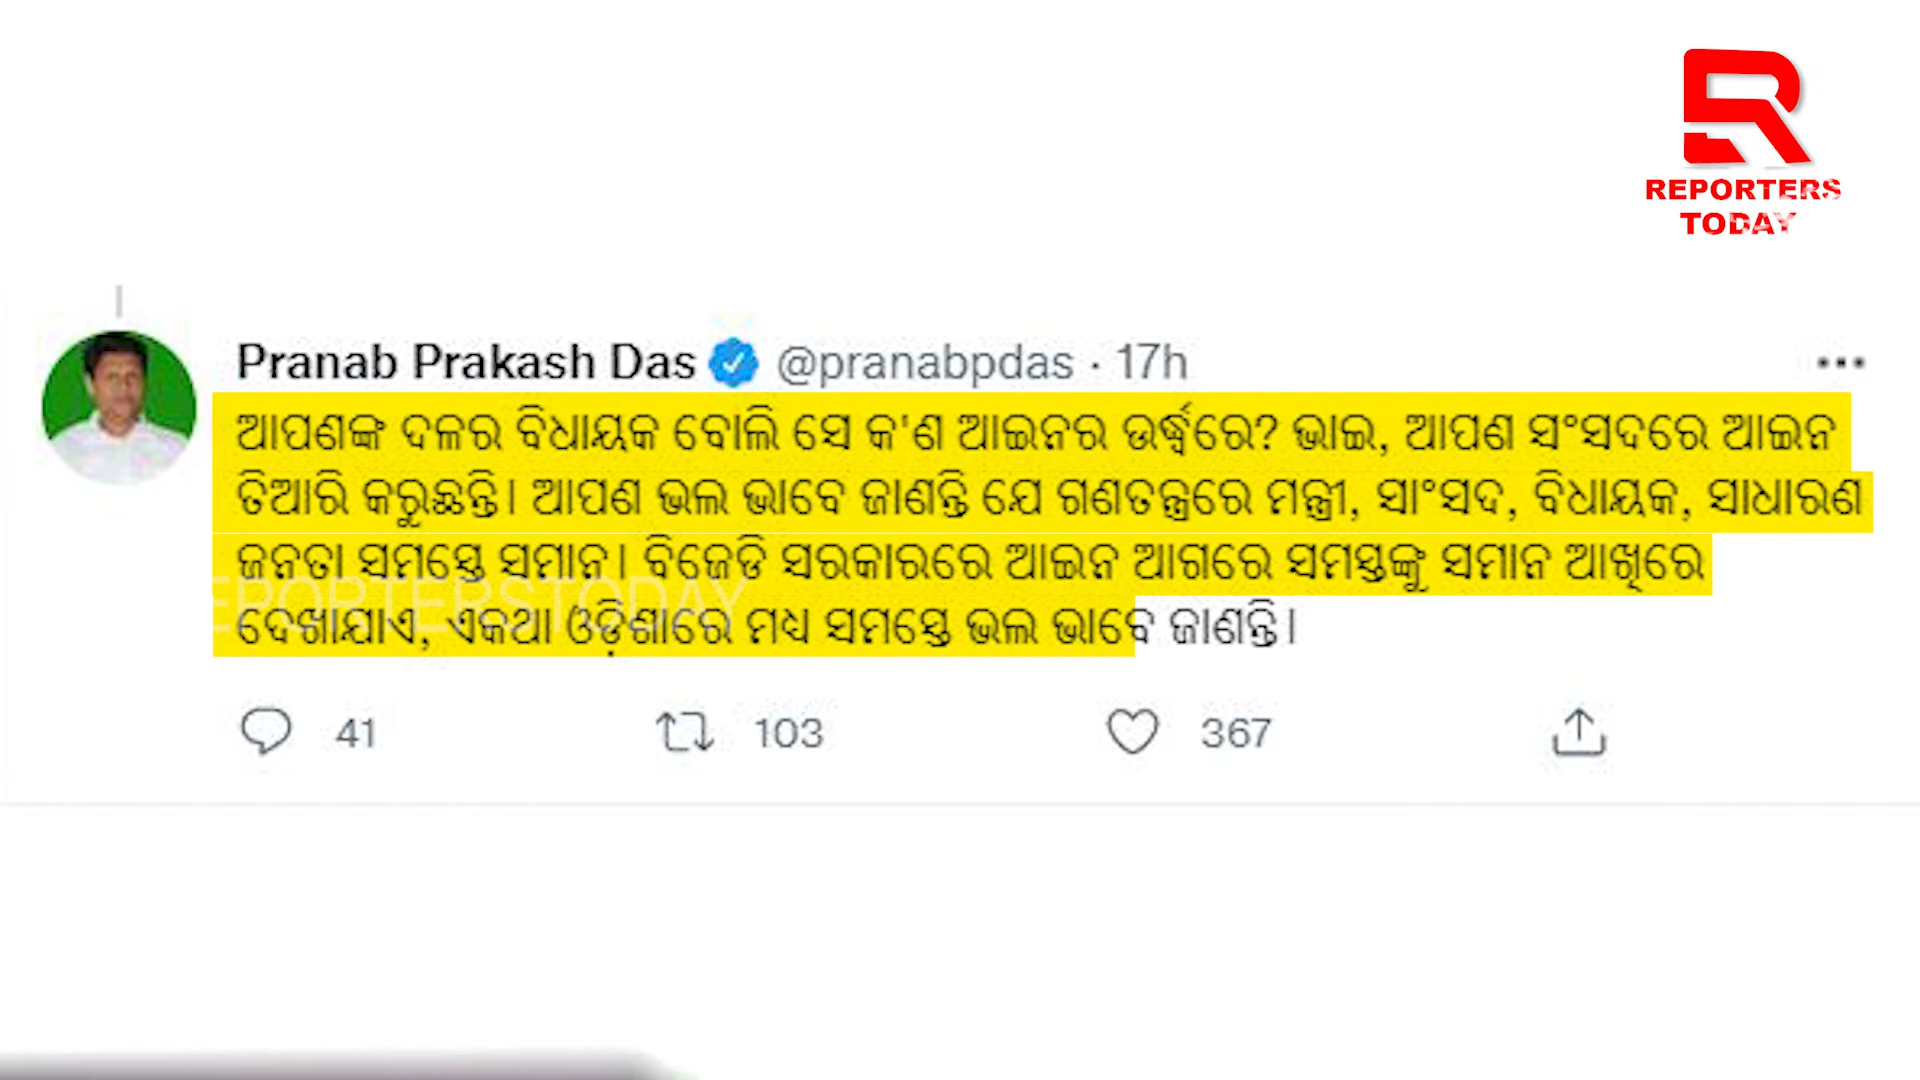 REPORTERS
TODAY
Pranab Prakash Das @pranabpdas · 17h
ଆପଣଙ୍କ ଦଳର ବିଧାୟକ ବୋଲି ସେ କ'ଣ ଆଇନର ଉର୍ଦ୍ଧ୍ୱରେ? ଭାଇ, ଆପଣ ସଂସଦରେ ଆଇନ
ତିଆରି କରୁଛନ୍ତି। ଆପଣ ଭଲ ଭାବେ ଜାଣନ୍ତି ଯେ ଗଣତନ୍ତ୍ରରେ ମନ୍ତ୍ରୀ, ସାଂସଦ, ବିଧାୟକ, ସାଧାରଣ
ଜନତା ସମସ୍ତେ ସମାନ। ବିଜେଡି ସରକାରରେ ଆଇନ ଆଗରେ ସମସ୍ତଙ୍କୁ ସମାନ ଆଖିରେ
ଦେଖାଯାଏ, ଏକଥା ଓଡ଼ିଶାରେ ମଧ୍ୟ ସମସ୍ତେ ଭଲ ଭାବେ ଜାଣନ୍ତି।
REPORTERSTODAY
41 103 367